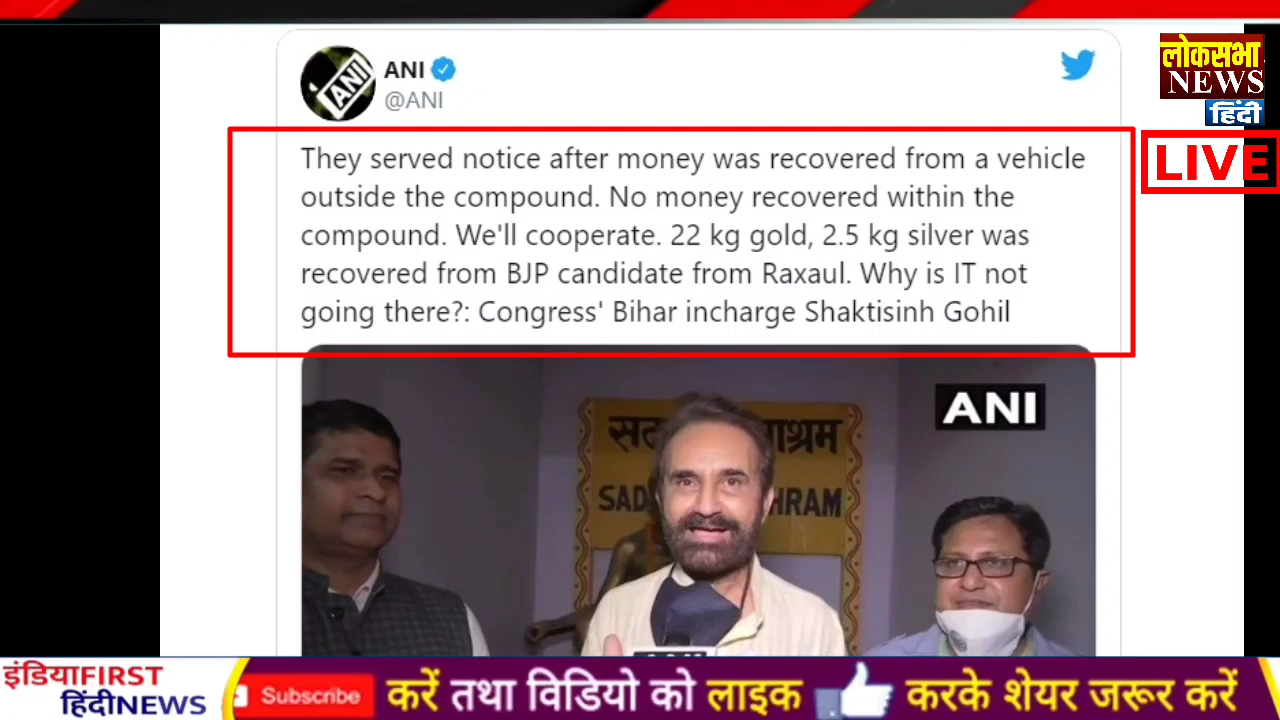 ANI
@ANI
लोकसभा
NEWS
हिंदी
LIVE
They served notice after money was recovered from a vehicle
outside the compound. No money recovered within the
compound. We'll cooperate. 22 kg gold, 2.5 kg silver was
recovered from BJP candidate from Raxaul. Why is IT not
going there?: Congress' Bihar incharge Shaktisinh Gohil
ANI
इंडियाFIRST
हिंदीNEWS
Subscribe
करें तथा विडियो को लाइक
करके शेयर जरूर करें